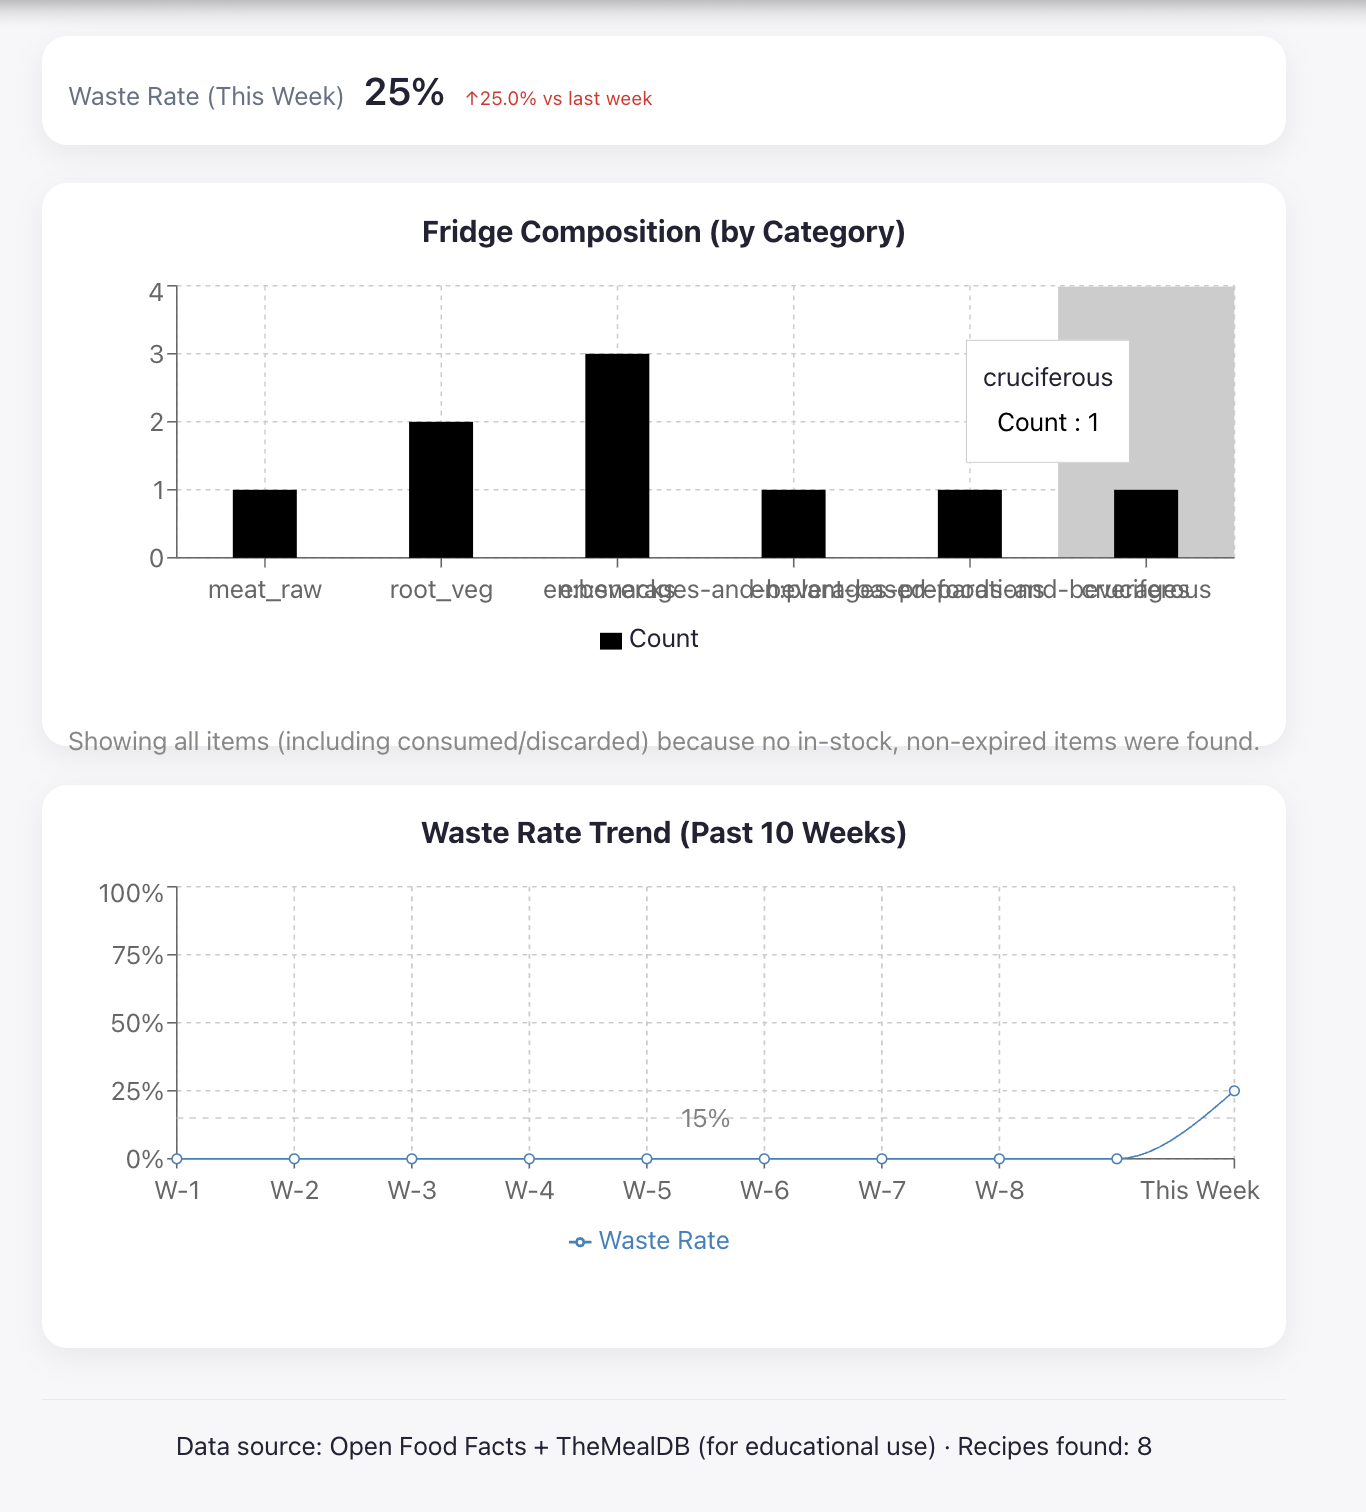 Waste Rate (This Week) 25% ↑25.0% vs last week
Fridge Composition (by Category)
4
3
2
1
0
cruciferous
Count : 1
meat_raw
root_veg
en:snacks
en:beverages-and-beverages-preparations
en:plant-based-foods-and-beverages
cruciferous
Count
Showing all items (including consumed/discarded) because no in-stock, non-expired items were found.
Waste Rate Trend (Past 10 Weeks)
100%
75%
50%
25%
0%
15%
W-1 W-2 W-3 W-4 W-5 W-6 W-7 W-8 This Week
Waste Rate
Data source: Open Food Facts + TheMealDB (for educational use) · Recipes found: 8